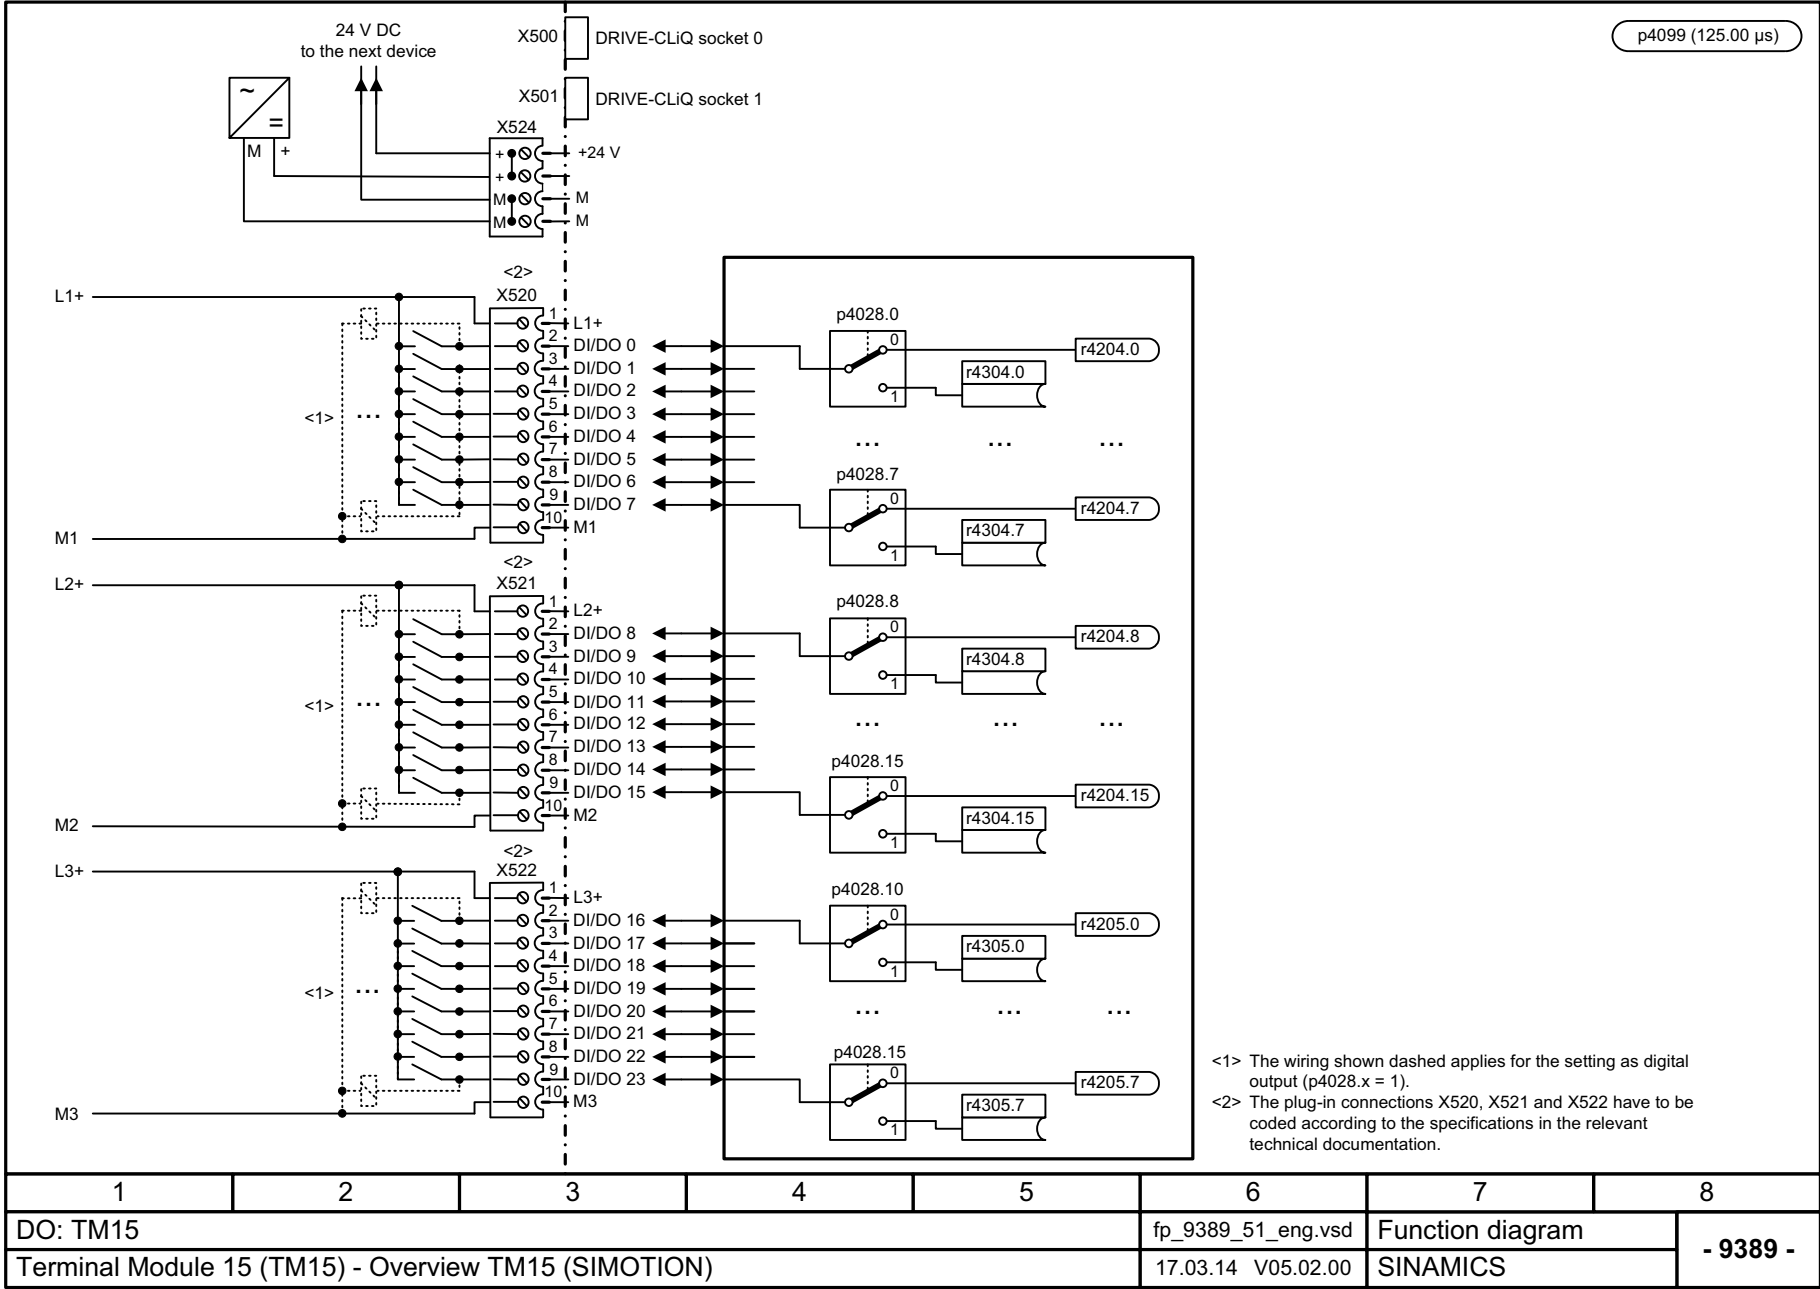 24 V DC
to the next device
X500 DRIVE-CLiQ socket 0
p4099 (125.00 µs)
X501 DRIVE-CLiQ socket 1
~
=
M +
X524
+ +24 V
+
M M
M M
<2>
L1+ X520
1 L1+
2 DI/DO 0
3 DI/DO 1
4 DI/DO 2
5 DI/DO 3
6 DI/DO 4
7 DI/DO 5
8 DI/DO 6
9 DI/DO 7
10 M1
<1> ...
M1
p4028.0
0
1
r4204.0
r4304.0
... ... ...
p4028.7
0
1
r4204.7
r4304.7
<2>
L2+ X521
1 L2+
2 DI/DO 8
3 DI/DO 9
4 DI/DO 10
5 DI/DO 11
6 DI/DO 12
7 DI/DO 13
8 DI/DO 14
9 DI/DO 15
10 M2
<1> ...
M2
p4028.8
0
1
r4204.8
r4304.8
... ... ...
p4028.15
0
1
r4204.15
r4304.15
<2>
L3+ X522
1 L3+
2 DI/DO 16
3 DI/DO 17
4 DI/DO 18
5 DI/DO 19
6 DI/DO 20
7 DI/DO 21
8 DI/DO 22
9 DI/DO 23
10 M3
<1> ...
M3
p4028.10
0
1
r4205.0
r4305.0
... ... ...
p4028.15
0
1
r4205.7
r4305.7
<1> The wiring shown dashed applies for the setting as digital
output (p4028.x = 1).
<2> The plug-in connections X520, X521 and X522 have to be
coded according to the specifications in the relevant
technical documentation.
1 2 3 4 5 6 7 8
DO: TM15 fp_9389_51_eng.vsd Function diagram
- 9389 -
Terminal Module 15 (TM15) - Overview TM15 (SIMOTION) 17.03.14 V05.02.00 SINAMICS